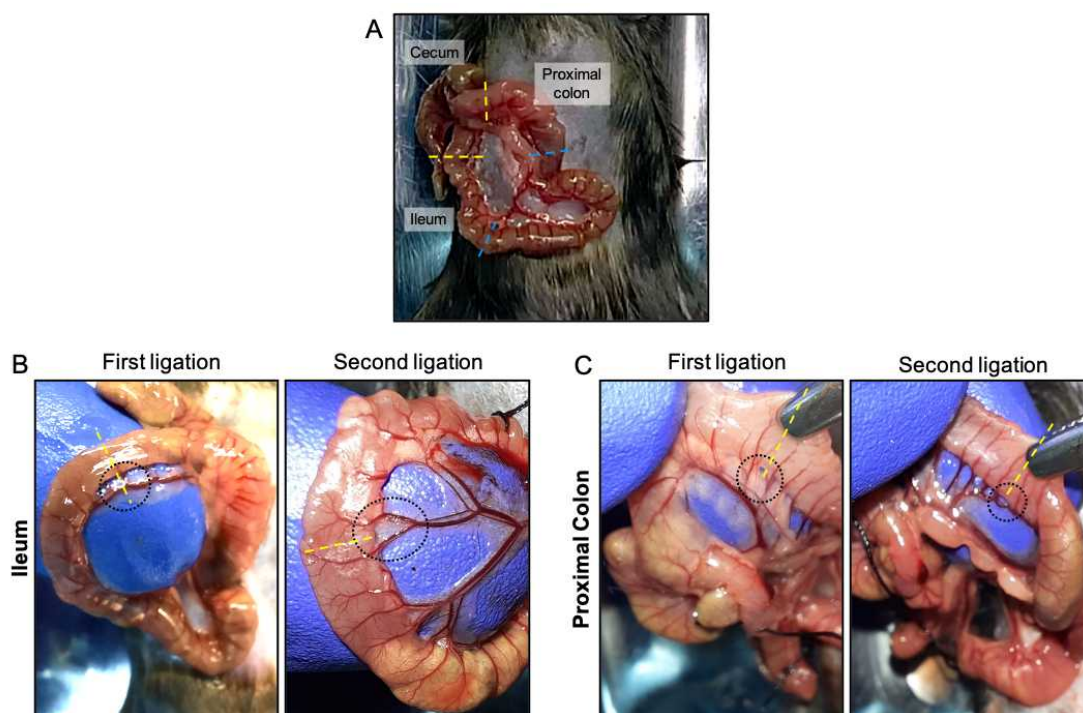 A
Cecum
Proximal
colon
Ileum
B
First ligation
Second ligation
Ileum
C
First ligation
Second ligation
Proximal Colon